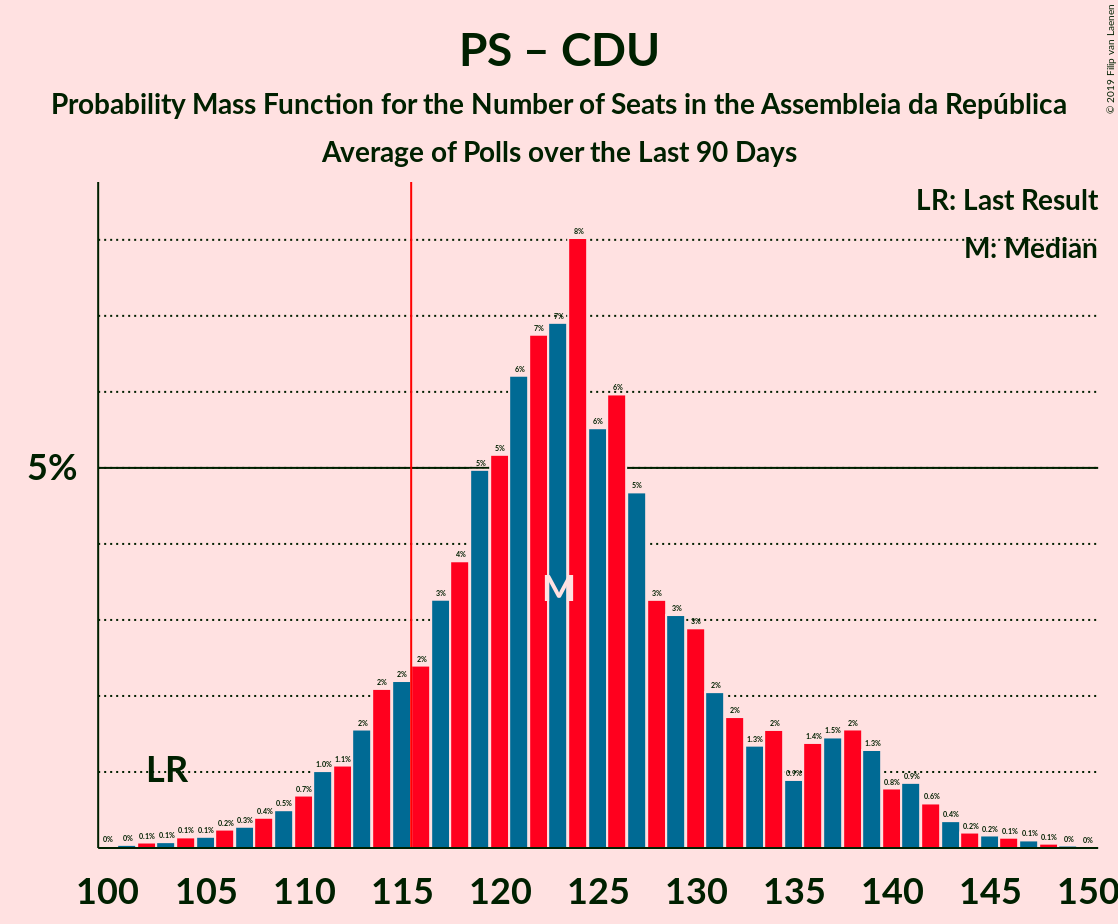 PS – CDU
Probability Mass Function for the Number of Seats in the Assembleia da República
Average of Polls over the Last 90 Days
© 2019 Filip van Laenen
LR: Last Result
M: Median
5%
LR
M
0% 0% 0.1% 0.1% 0.1% 0.1% 0.2% 0.3% 0.4% 0.5% 0.7% 1.0% 1.1% 2% 2% 2% 2% 3% 4% 5% 5% 6% 7% 7% 8% 6% 6% 5% 3% 3% 3% 2% 2% 1.3% 2% 0.9% 1.4% 1.5% 2% 1.3% 0.8% 0.9% 0.6% 0.4% 0.2% 0.2% 0.1% 0.1% 0.1% 0% 0%
100 105 110 115 120 125 130 135 140 145 150